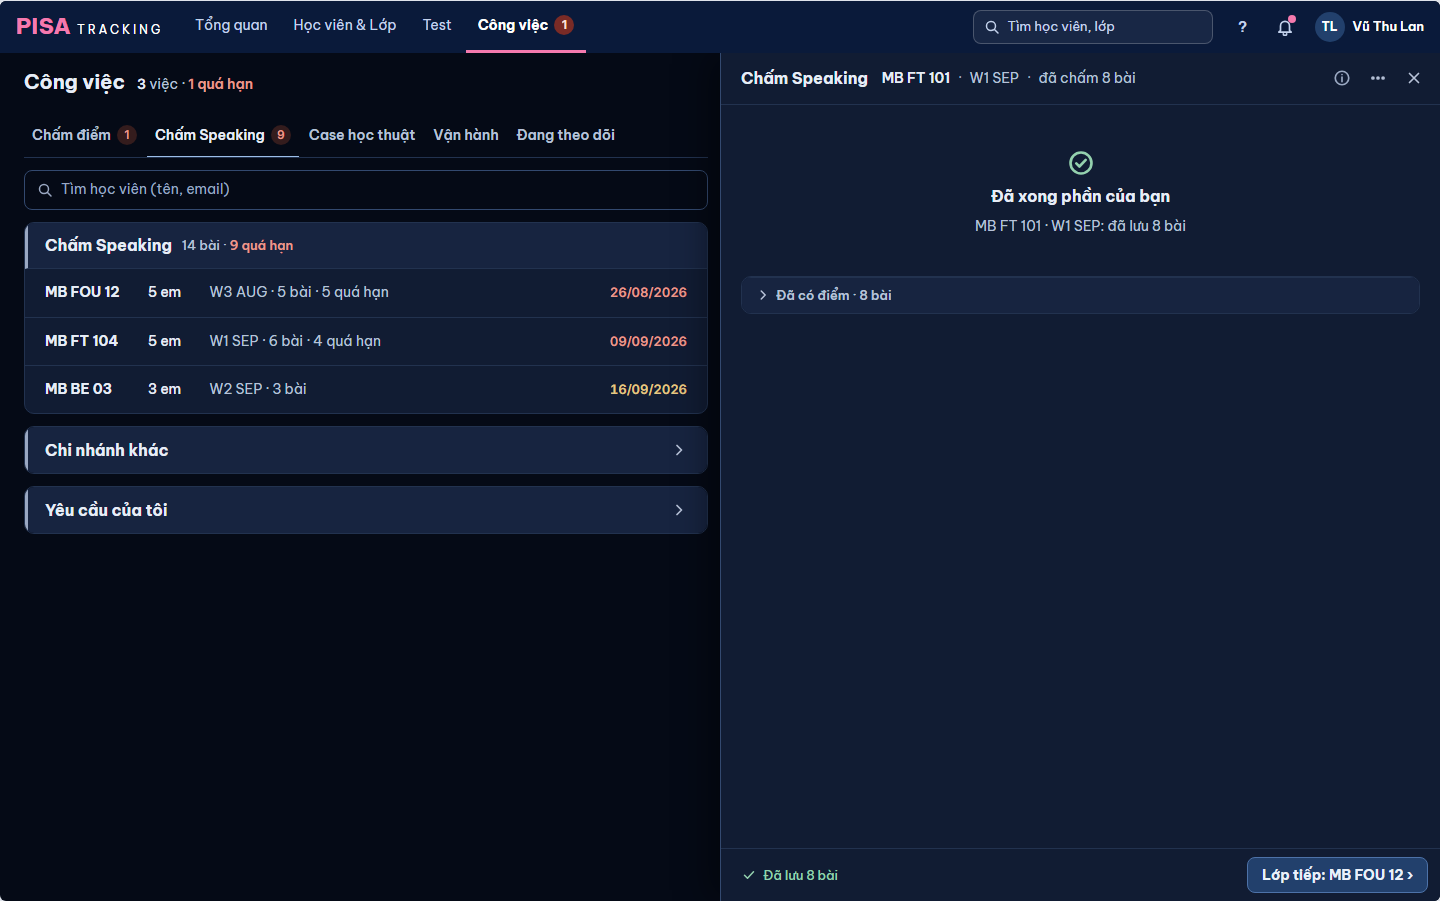 PISA TRACKING
Tổng quan
Học viên & Lớp
Test
Công việc 1
Tìm học viên, lớp
?
TL
Vũ Thu Lan
Công việc 3 việc · 1 quá hạn
Chấm điểm 1
Chấm Speaking 9
Case học thuật
Vận hành
Đang theo dõi
Tìm học viên (tên, email)
Chấm Speaking 14 bài · 9 quá hạn
MB FOU 12 5 em W3 AUG · 5 bài · 5 quá hạn 26/08/2026
MB FT 104 5 em W1 SEP · 6 bài · 4 quá hạn 09/09/2026
MB BE 03 3 em W2 SEP · 3 bài 16/09/2026
Chi nhánh khác
Yêu cầu của tôi
Chấm Speaking MB FT 101 · W1 SEP · đã chấm 8 bài
Đã xong phần của bạn
MB FT 101 · W1 SEP: đã lưu 8 bài
Đã có điểm · 8 bài
Đã lưu 8 bài
Lớp tiếp: MB FOU 12 ›